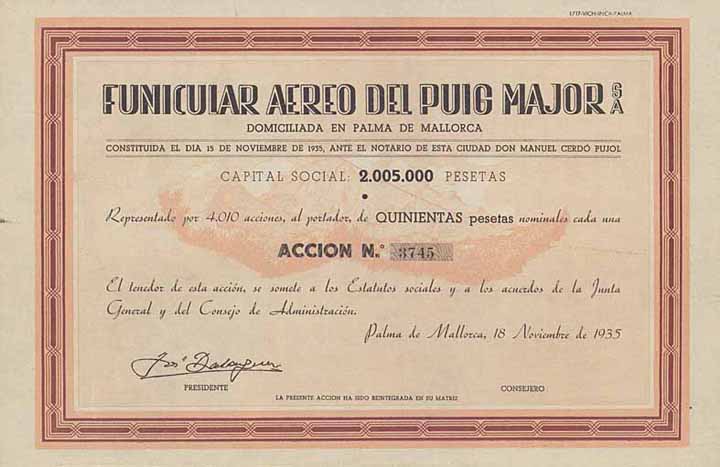 1717-VICH-INCA-PALMA
FUNICULAR AEREO DEL PUIG MAJOR S A
DOMICILIADA EN PALMA DE MALLORCA
CONSTITUIDA EL DIA 15 DE NOVIEMBRE DE 1935, ANTE EL NOTARIO DE ESTA CIUDAD DON MANUEL CERDÓ PUJOL
CAPITAL SOCIAL: 2.005.000 PESETAS
Representado por 4.010 acciones, al portador, de QUINIENTAS pesetas nominales cada una
ACCION N.° 3745
El tenedor de esta acción, se somete a los Estatutos sociales y a los acuerdos de la Junta
General y del Consejo de Administración.
Palma de Mallorca, 18 Noviembre de 1935
PRESIDENTE
CONSEJERO
LA PRESENTE ACCION HA SIDO REINTEGRADA EN SU MATRIZ